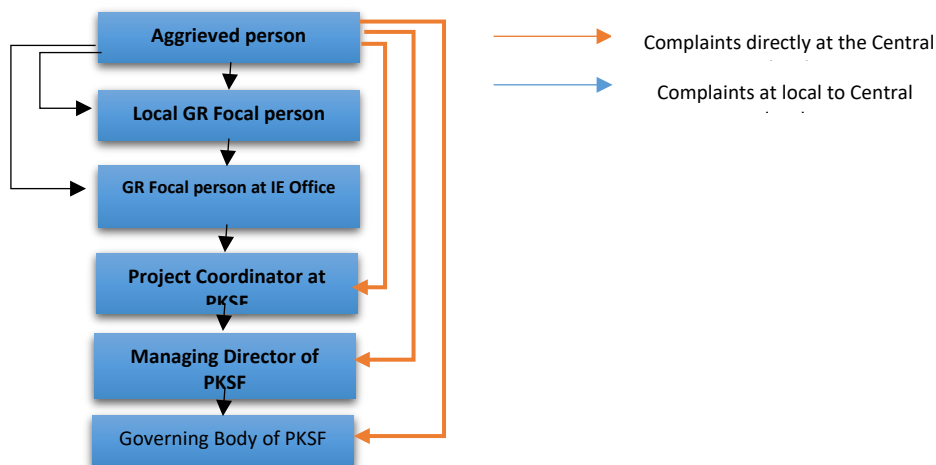 Aggrieved person
Local GR Focal person
GR Focal person at IE Office
Project Coordinator at
PKSF
Managing Director of
PKSF
Governing Body of PKSF
Complaints directly at the Central
Complaints at local to Central